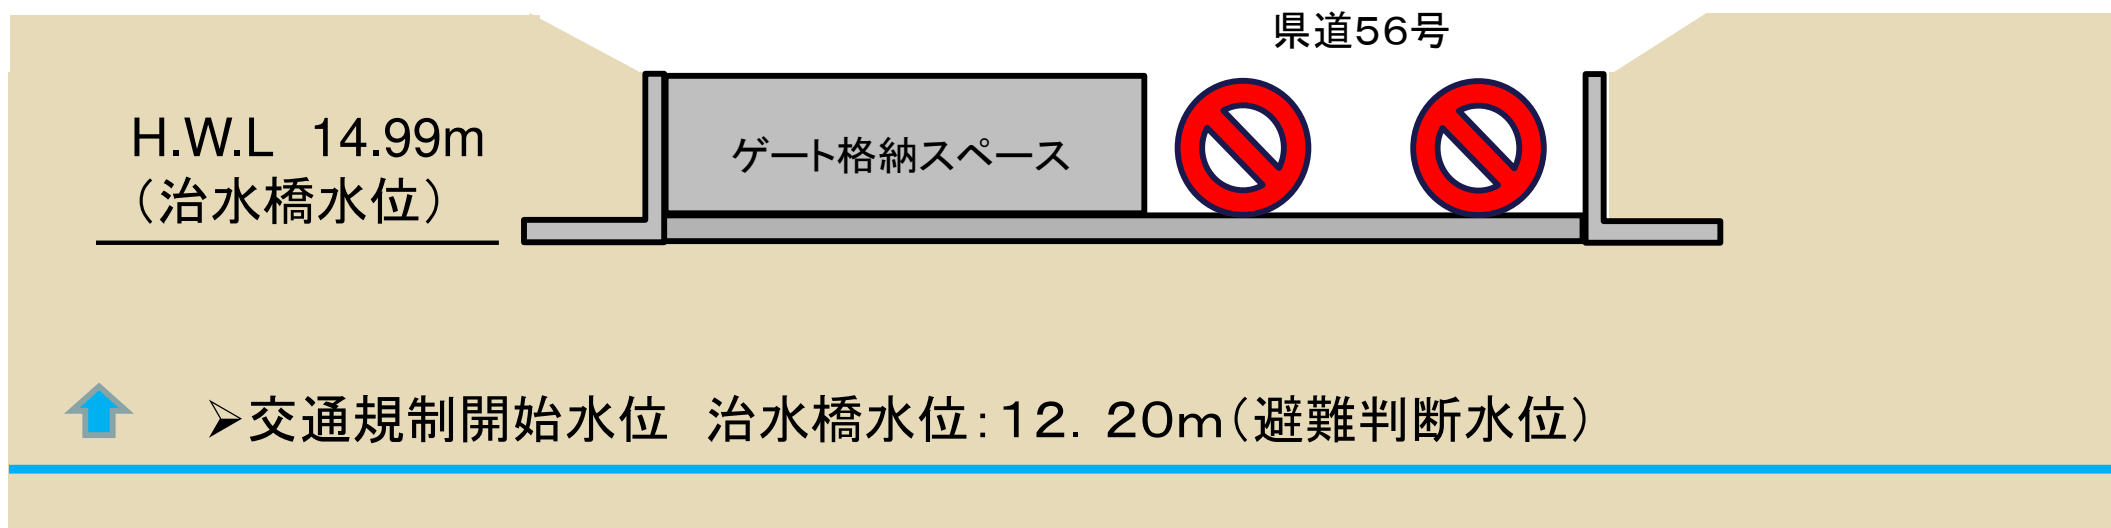 県道56号
H.W.L　14.99m
（治水橋水位）
ゲート格納スペース
➢交通規制開始水位　治水橋水位：１２．２０ｍ（避難判断水位）